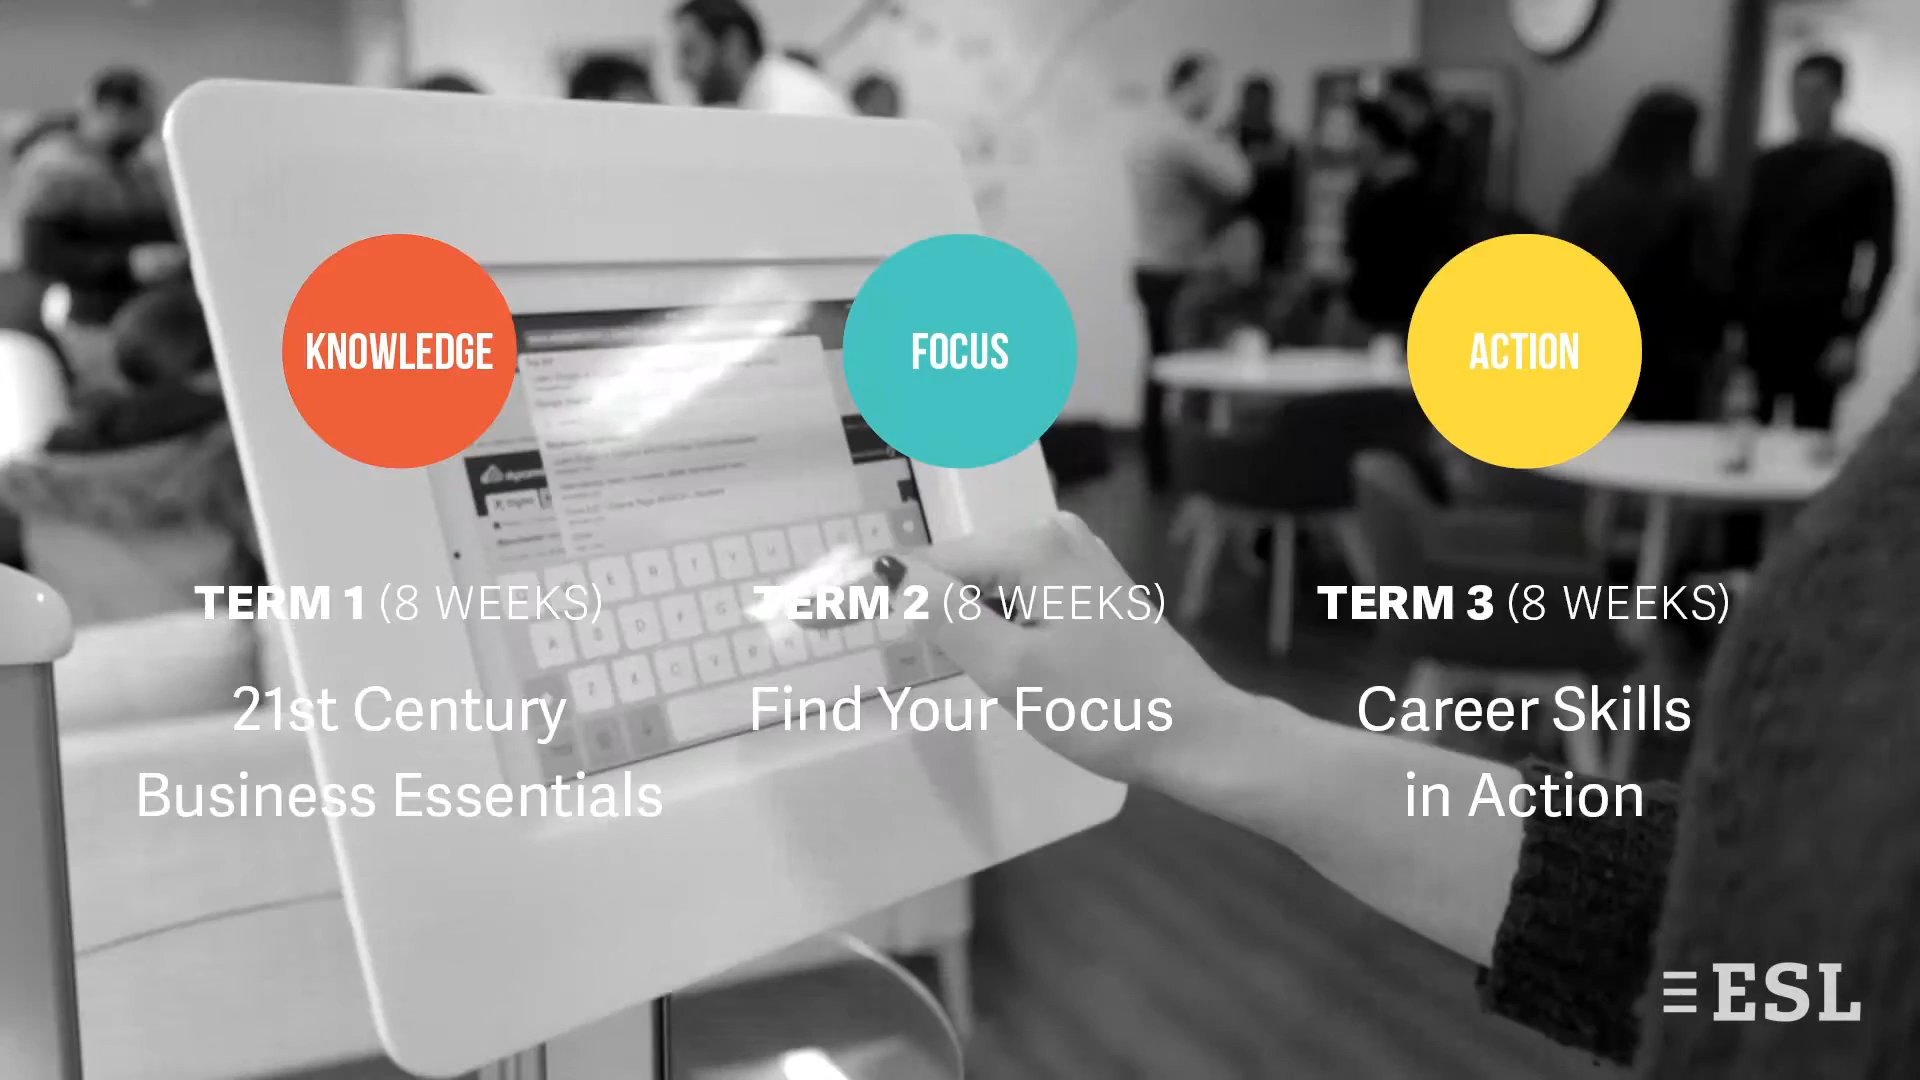 KNOWLEDGE
FOCUS
ACTION
TERM 1 (8 WEEKS)
21st Century
Business Essentials
TERM 2 (8 WEEKS)
Find Your Focus
TERM 3 (8 WEEKS)
Career Skills
in Action
ESL